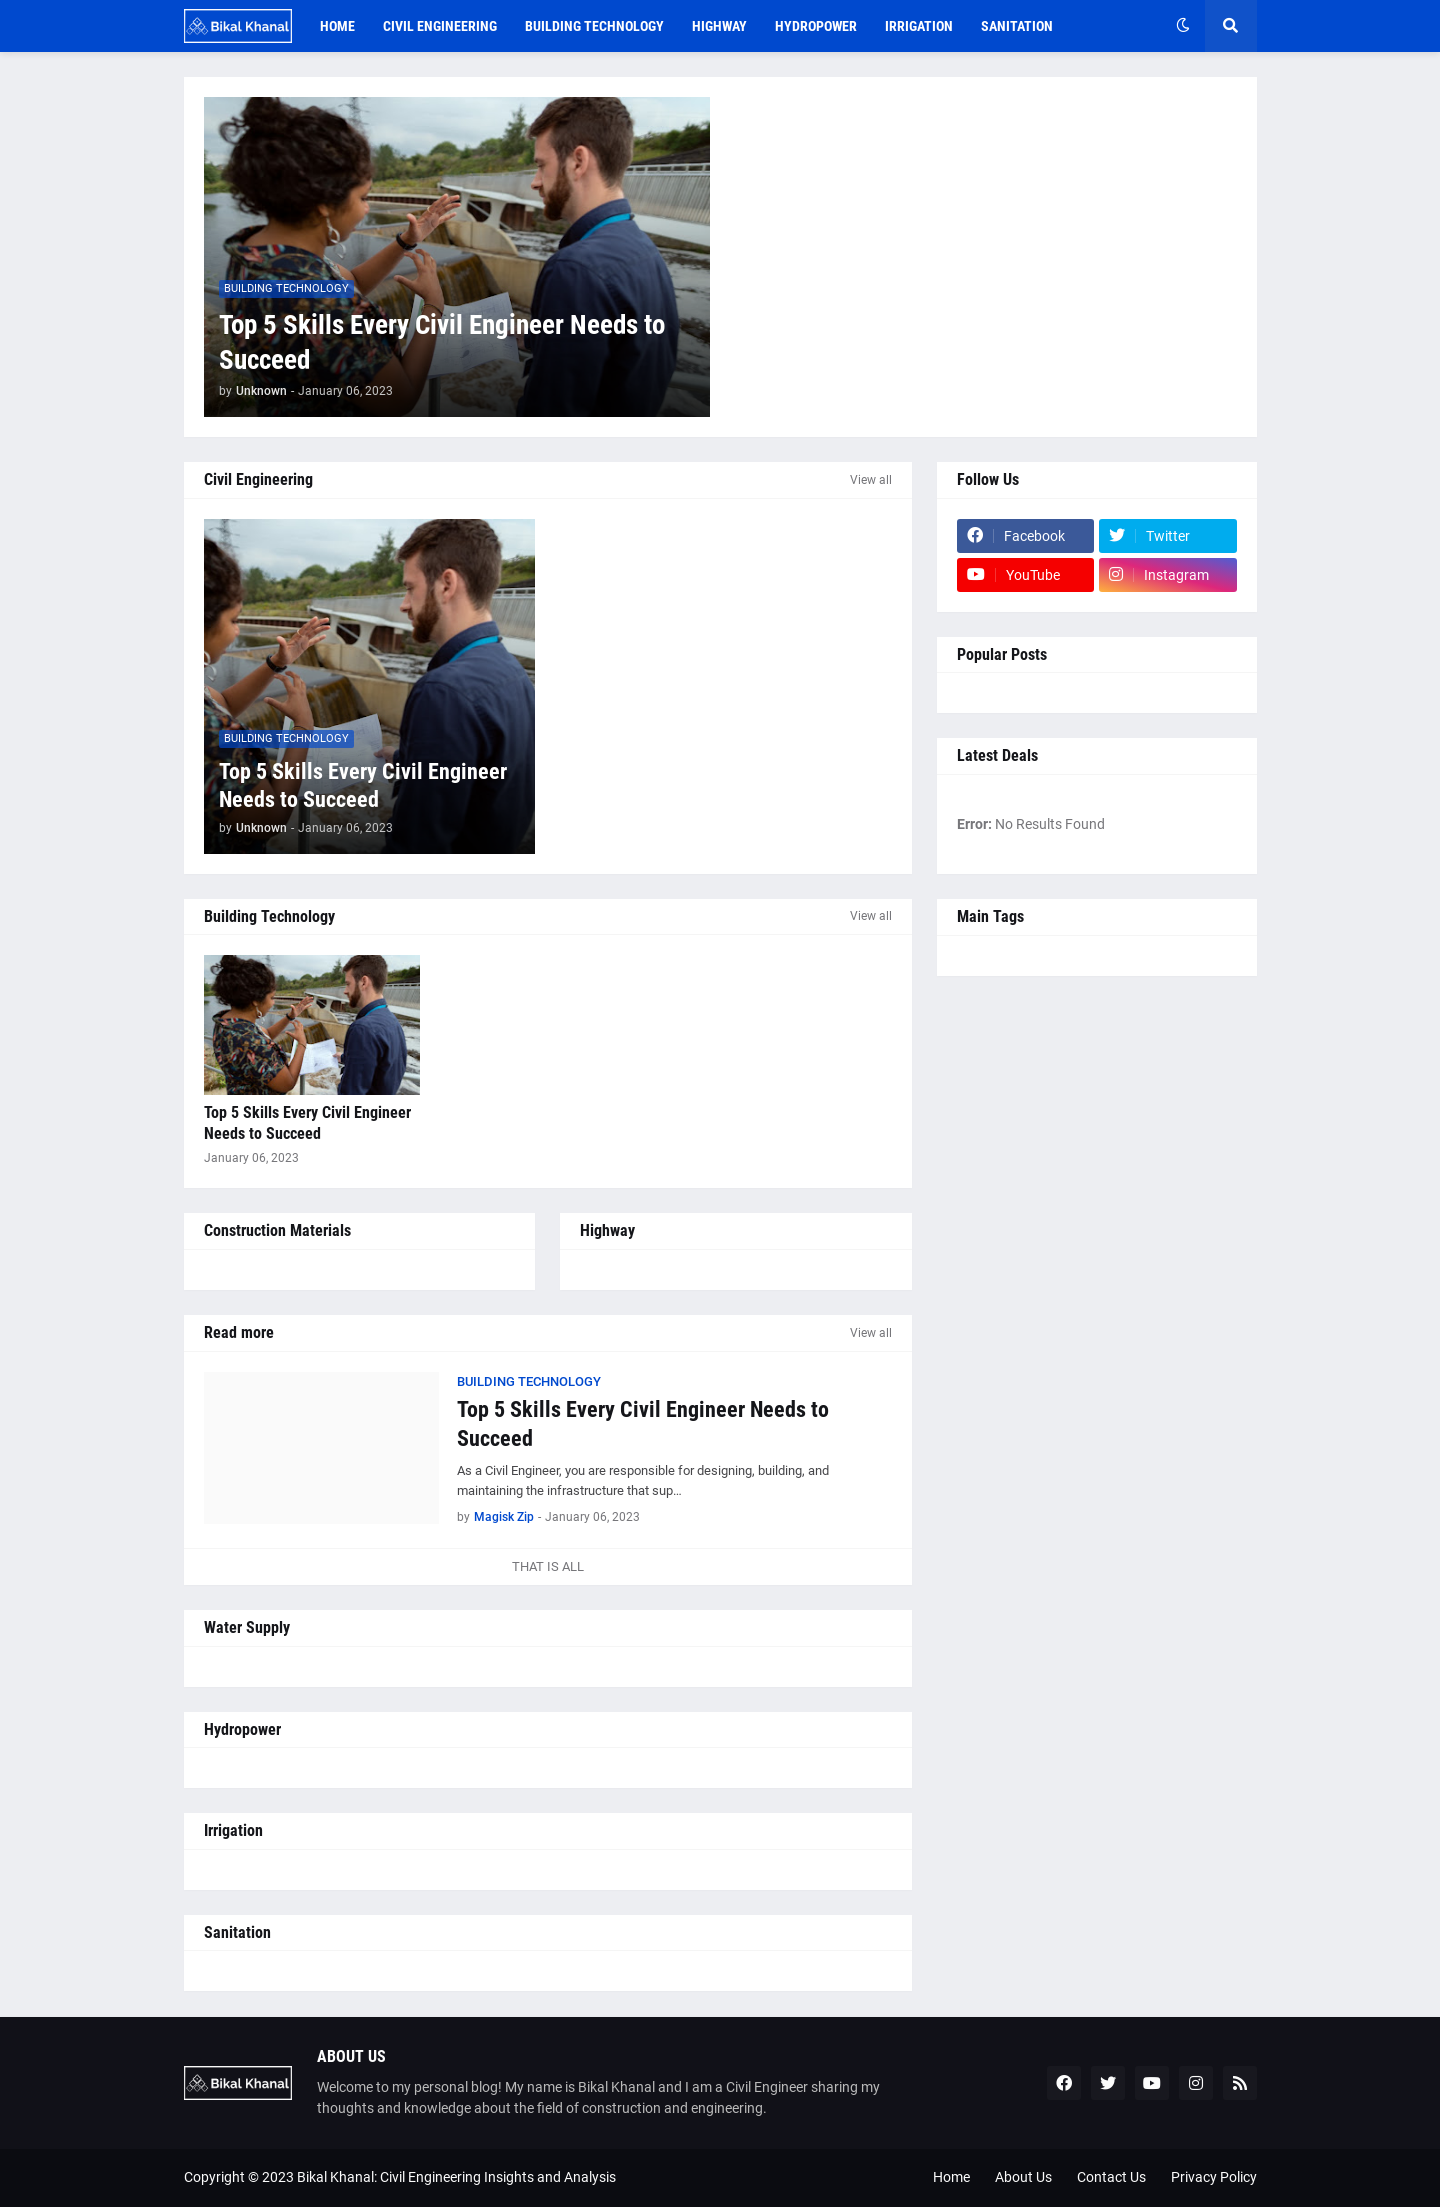 Bikal Khanal
HOME
CIVIL ENGINEERING
BUILDING TECHNOLOGY
HIGHWAY
HYDROPOWER
IRRIGATION
SANITATION
BUILDING TECHNOLOGY
Top 5 Skills Every Civil Engineer Needs to
Succeed
by Unknown - January 06, 2023
Civil Engineering
View all
BUILDING TECHNOLOGY
Top 5 Skills Every Civil Engineer
Needs to Succeed
by Unknown - January 06, 2023
Follow Us
Facebook
Twitter
YouTube
Instagram
Popular Posts
Latest Deals
Error: No Results Found
Building Technology
View all
Top 5 Skills Every Civil Engineer
Needs to Succeed
January 06, 2023
Main Tags
Construction Materials
Highway
Read more
View all
BUILDING TECHNOLOGY
Top 5 Skills Every Civil Engineer Needs to
Succeed
As a Civil Engineer, you are responsible for designing, building, and
maintaining the infrastructure that sup…
by Magisk Zip - January 06, 2023
THAT IS ALL
Water Supply
Hydropower
Irrigation
Sanitation
Bikal Khanal
ABOUT US
Welcome to my personal blog! My name is Bikal Khanal and I am a Civil Engineer sharing my
thoughts and knowledge about the field of construction and engineering.
Copyright © 2023 Bikal Khanal: Civil Engineering Insights and Analysis
Home
About Us
Contact Us
Privacy Policy